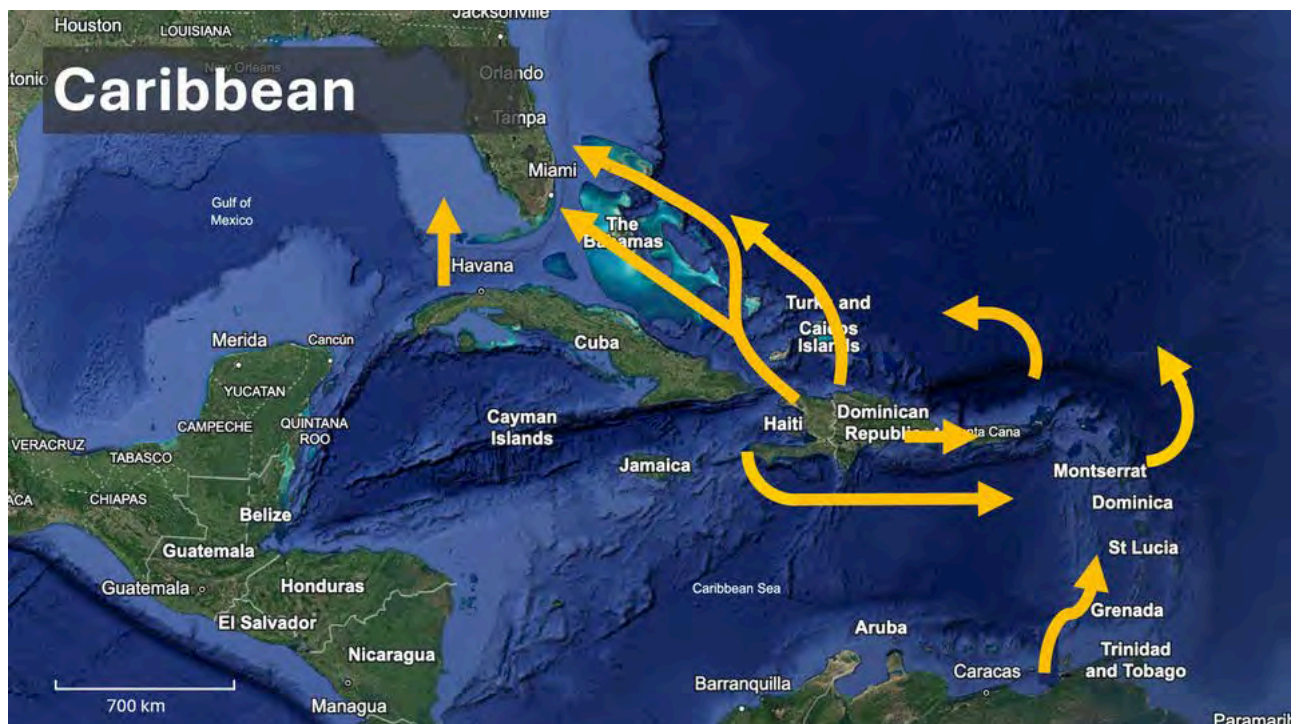 Jacksonville
Houston
LOUISIANA
New Orleans
Orlando
Caribbean
Tampa
Miami
Gulf of
Mexico
The
Bahamas
Havana
Turks and
Caicos
Islands
Merida
Cancún
Cuba
YUCATAN
CAMPECHE
QUINTANA
ROO
Cayman
Islands
Haiti
Dominican
Republic
VERACRUZ
TABASCO
Jamaica
Montserrat
CHIAPAS
Dominica
Belize
Guatemala
St Lucia
Guatemala
Honduras
Caribbean Sea
El Salvador
Grenada
Aruba
Nicaragua
Trinidad
and Tobago
Caracas
Barranquilla
700 km
Managua